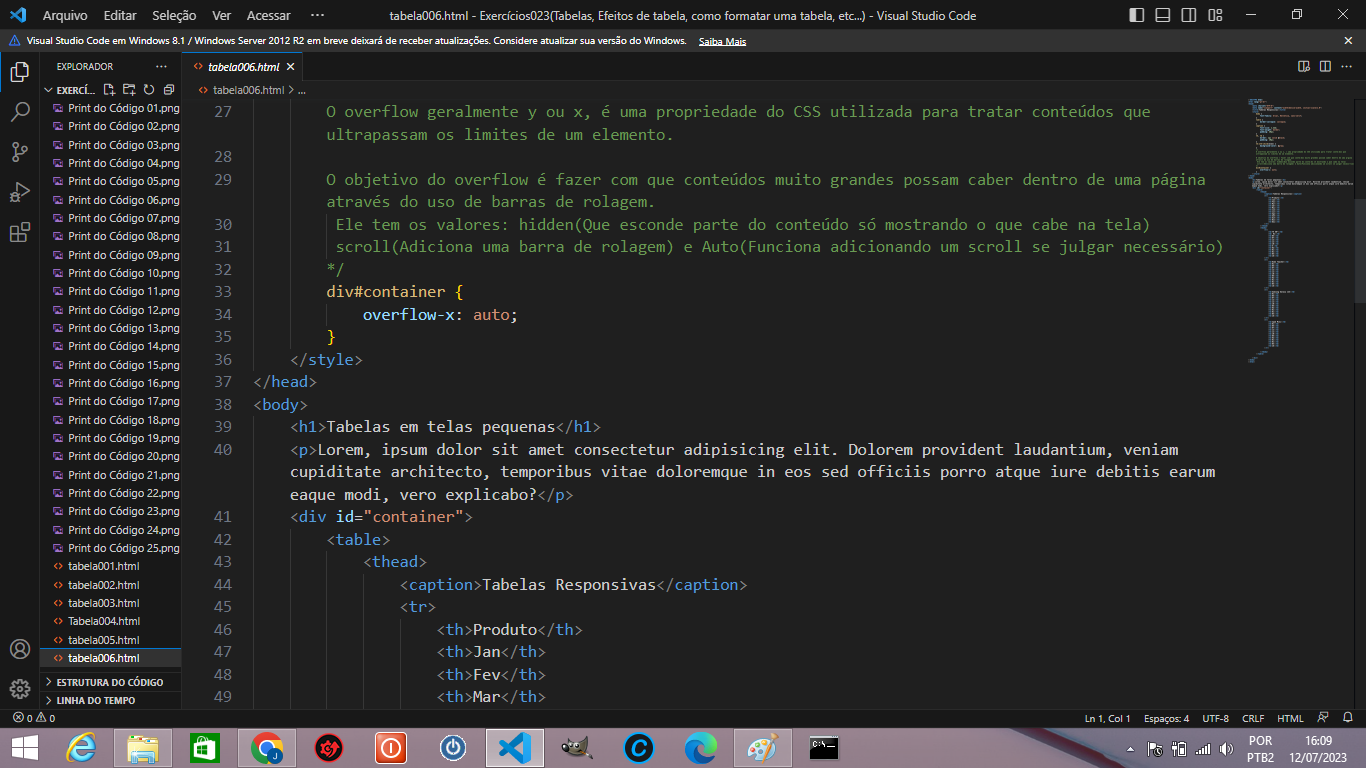 Arquivo Editar Seleção Ver Acessar ··· tabela006.html - Exercícios023(Tabelas, Efeitos de tabela, como formatar uma tabela, etc...) - Visual Studio Code
Visual Studio Code em Windows 8.1 / Windows Server 2012 R2 em breve deixará de receber atualizações. Considere atualizar sua versão do Windows. Saiba Mais
EXPLORADOR ···
EXERCÍ...
Print do Código 01.png
Print do Código 02.png
Print do Código 03.png
Print do Código 04.png
Print do Código 05.png
Print do Código 06.png
Print do Código 07.png
Print do Código 08.png
Print do Código 09.png
Print do Código 10.png
Print do Código 11.png
Print do Código 12.png
Print do Código 13.png
Print do Código 14.png
Print do Código 15.png
Print do Código 16.png
Print do Código 17.png
Print do Código 18.png
Print do Código 19.png
Print do Código 20.png
Print do Código 21.png
Print do Código 22.png
Print do Código 23.png
Print do Código 24.png
Print do Código 25.png
tabela001.html
tabela002.html
tabela003.html
Tabela004.html
tabela005.html
tabela006.html
ESTRUTURA DO CÓDIGO
LINHA DO TEMPO
tabela006.html
tabela006.html > ...
27 O overflow geralmente y ou x, é uma propriedade do CSS utilizada para tratar conteúdos que
ultrapassam os limites de um elemento.
28
29 O objetivo do overflow é fazer com que conteúdos muito grandes possam caber dentro de uma página
através do uso de barras de rolagem.
30 Ele tem os valores: hidden(Que esconde parte do conteúdo só mostrando o que cabe na tela)
31 scroll(Adiciona uma barra de rolagem) e Auto(Funciona adicionando um scroll se julgar necessário)
32 */
33 div#container {
34 overflow-x: auto;
35 }
36 </style>
37 </head>
38 <body>
39 <h1>Tabelas em telas pequenas</h1>
40 <p>Lorem, ipsum dolor sit amet consectetur adipisicing elit. Dolorem provident laudantium, veniam
cupiditate architecto, temporibus vitae doloremque in eos sed officiis porro atque iure debitis earum
eaque modi, vero explicabo?</p>
41 <div id="container">
42 <table>
43 <thead>
44 <caption>Tabelas Responsivas</caption>
45 <tr>
46 <th>Produto</th>
47 <th>Jan</th>
48 <th>Fev</th>
49 <th>Mar</th>
0 0 Ln 1, Col 1 Espaços: 4 UTF-8 CRLF HTML
POR 16:09
PTB2 12/07/2023